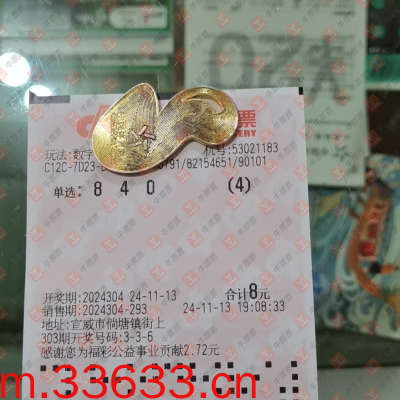 票
玩法:数字
机号:53021183
C12C-7D23-
791/82154651/90101
单选: 8 4 0 (4)
开奖期:2024304 24-11-13 合计8元
销售期:2024304-293 24-11-13 19:08:33
地址:宣威市倘塘镇街上
303期开奖号码:3-3-6
感谢您为福彩公益事业贡献2.72元
m.33633.cn